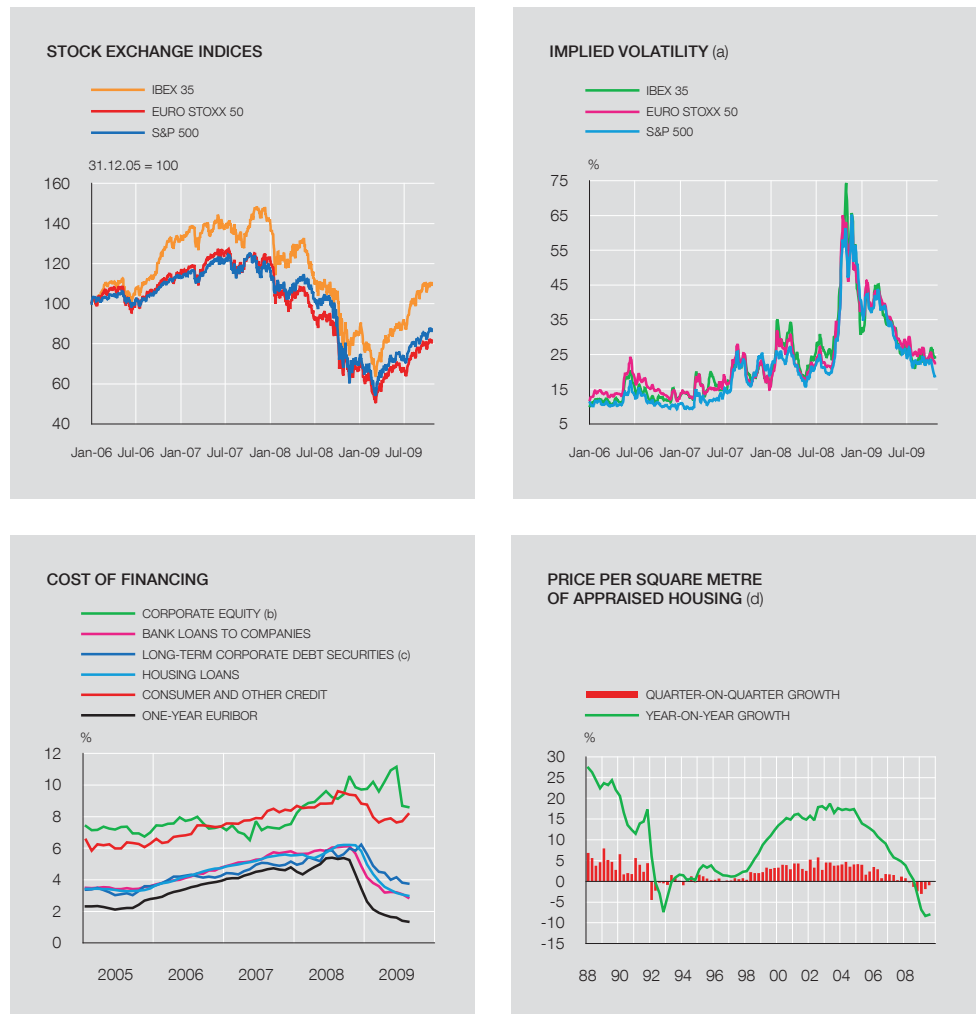 STOCK EXCHANGE INDICES
IBEX 35
EURO STOXX 50
S&P 500
31.12.05 = 100
160
140
120
100
80
60
40
Jan-06 Jul-06 Jan-07 Jul-07 Jan-08 Jul-08 Jan-09 Jul-09
IMPLIED VOLATILITY (a)
IBEX 35
EURO STOXX 50
S&P 500
%
75
65
55
45
35
25
15
5
Jan-06 Jul-06 Jan-07 Jul-07 Jan-08 Jul-08 Jan-09 Jul-09
COST OF FINANCING
CORPORATE EQUITY (b)
BANK LOANS TO COMPANIES
LONG-TERM CORPORATE DEBT SECURITIES (c)
HOUSING LOANS
CONSUMER AND OTHER CREDIT
ONE-YEAR EURIBOR
%
12
10
8
6
4
2
0
2005 2006 2007 2008 2009
PRICE PER SQUARE METRE
OF APPRAISED HOUSING (d)
QUARTER-ON-QUARTER GROWTH
YEAR-ON-YEAR GROWTH
%
30
25
20
15
10
5
0
-5
-10
-15
88 90 92 94 96 98 00 02 04 06 08